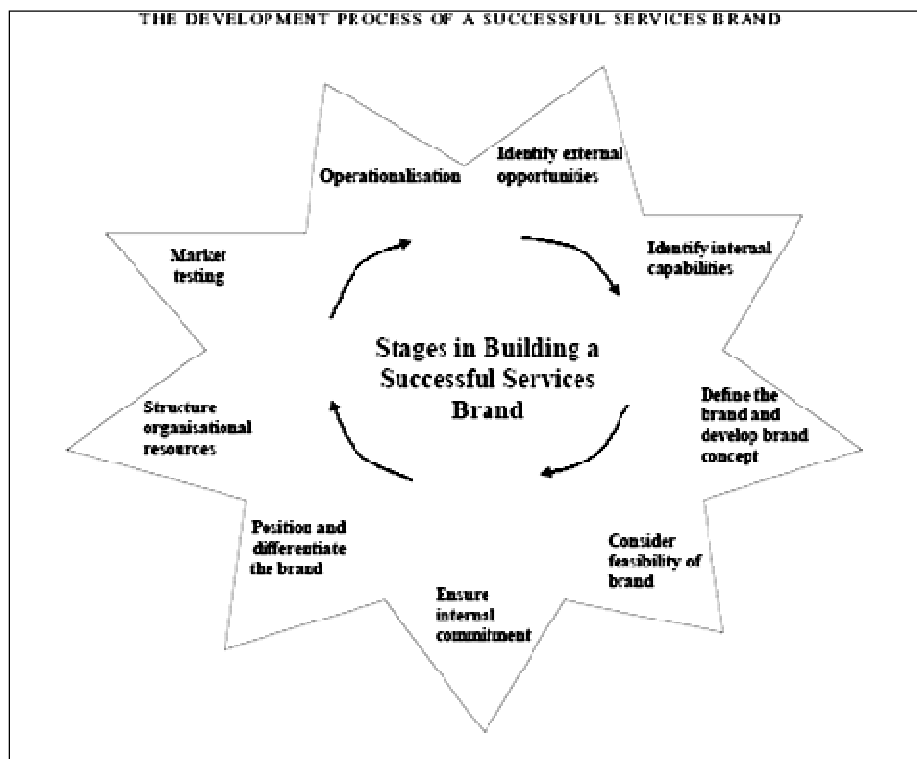 THE DEVELOPMENT PROCESS OF A SUCCESSFUL SERVICES BRAND
Operationalisation
Identify external
opportunities
Identify internal
capabilities
Define the
brand and
develop brand
concept
Consider
feasibility of
brand
Ensure
internal
commitment
Position and
differentiate
the brand
Structure
organisational
resources
Market
testing
Stages in Building a
Successful Services
Brand